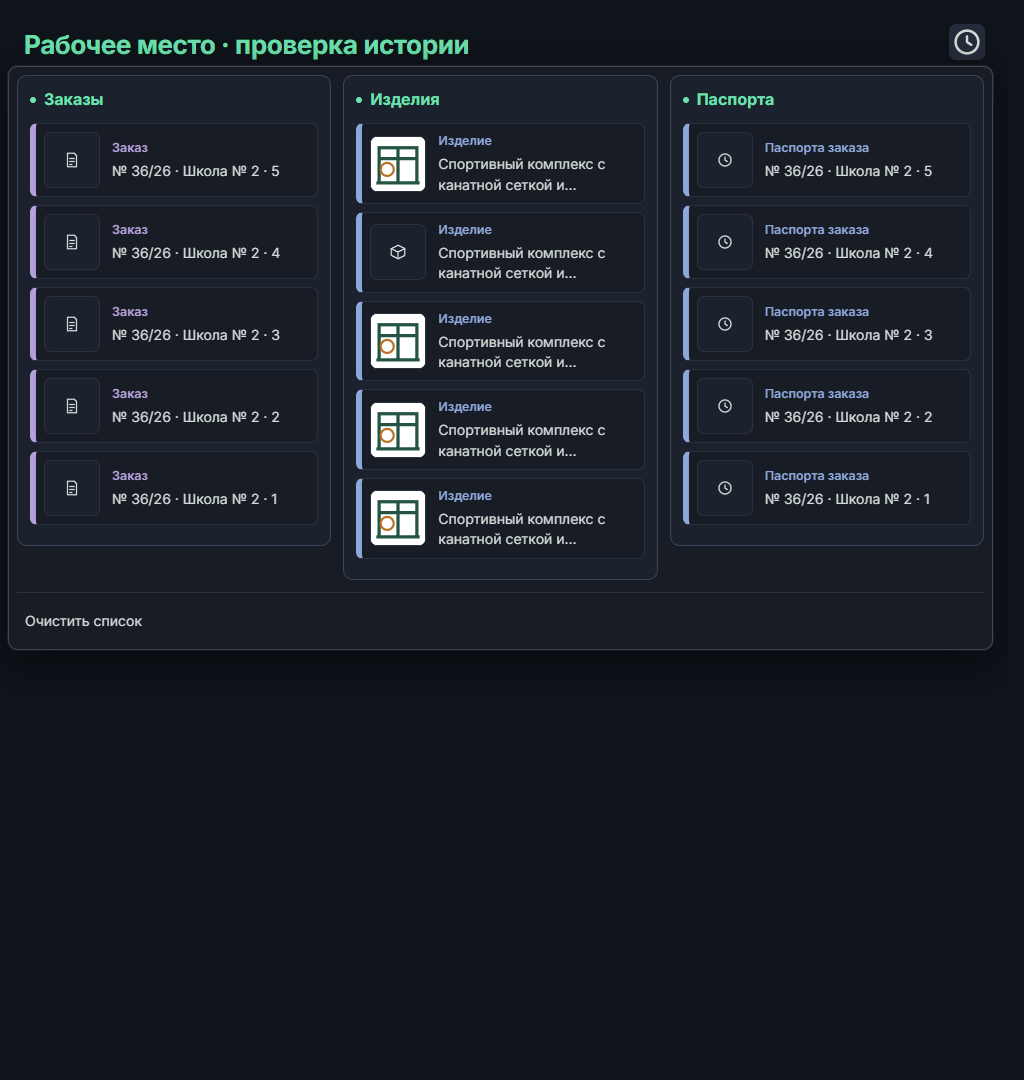 Рабочее место · проверка истории
Заказы
Заказ
№ 36/26 · Школа № 2 · 5
Заказ
№ 36/26 · Школа № 2 · 4
Заказ
№ 36/26 · Школа № 2 · 3
Заказ
№ 36/26 · Школа № 2 · 2
Заказ
№ 36/26 · Школа № 2 · 1
Изделия
Изделие
Спортивный комплекс с
канатной сеткой и...
Изделие
Спортивный комплекс с
канатной сеткой и...
Изделие
Спортивный комплекс с
канатной сеткой и...
Изделие
Спортивный комплекс с
канатной сеткой и...
Изделие
Спортивный комплекс с
канатной сеткой и...
Паспорта
Паспорта заказа
№ 36/26 · Школа № 2 · 5
Паспорта заказа
№ 36/26 · Школа № 2 · 4
Паспорта заказа
№ 36/26 · Школа № 2 · 3
Паспорта заказа
№ 36/26 · Школа № 2 · 2
Паспорта заказа
№ 36/26 · Школа № 2 · 1
Очистить список